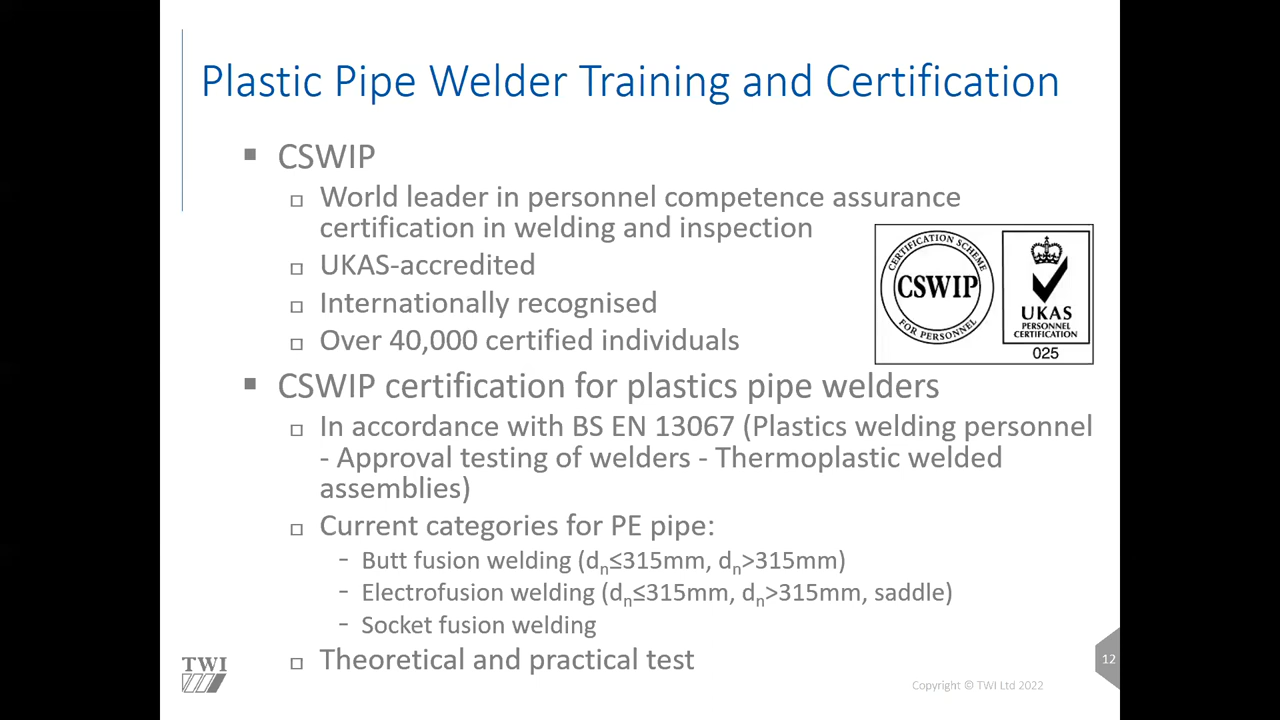 Plastic Pipe Welder Training and Certification
CSWIP
World leader in personnel competence assurance
certification in welding and inspection
UKAS-accredited
Internationally recognised
Over 40,000 certified individuals
CERTIFICATION SCHEME
CSWIP
FOR PERSONNEL
UKAS
PERSONNEL
CERTIFICATION
025
CSWIP certification for plastics pipe welders
In accordance with BS EN 13067 (Plastics welding personnel
- Approval testing of welders - Thermoplastic welded
assemblies)
Current categories for PE pipe:
- Butt fusion welding (dn≤315mm, dn>315mm)
- Electrofusion welding (dn≤315mm, dn>315mm, saddle)
- Socket fusion welding
Theoretical and practical test
TWI
12
Copyright © TWI Ltd 2022